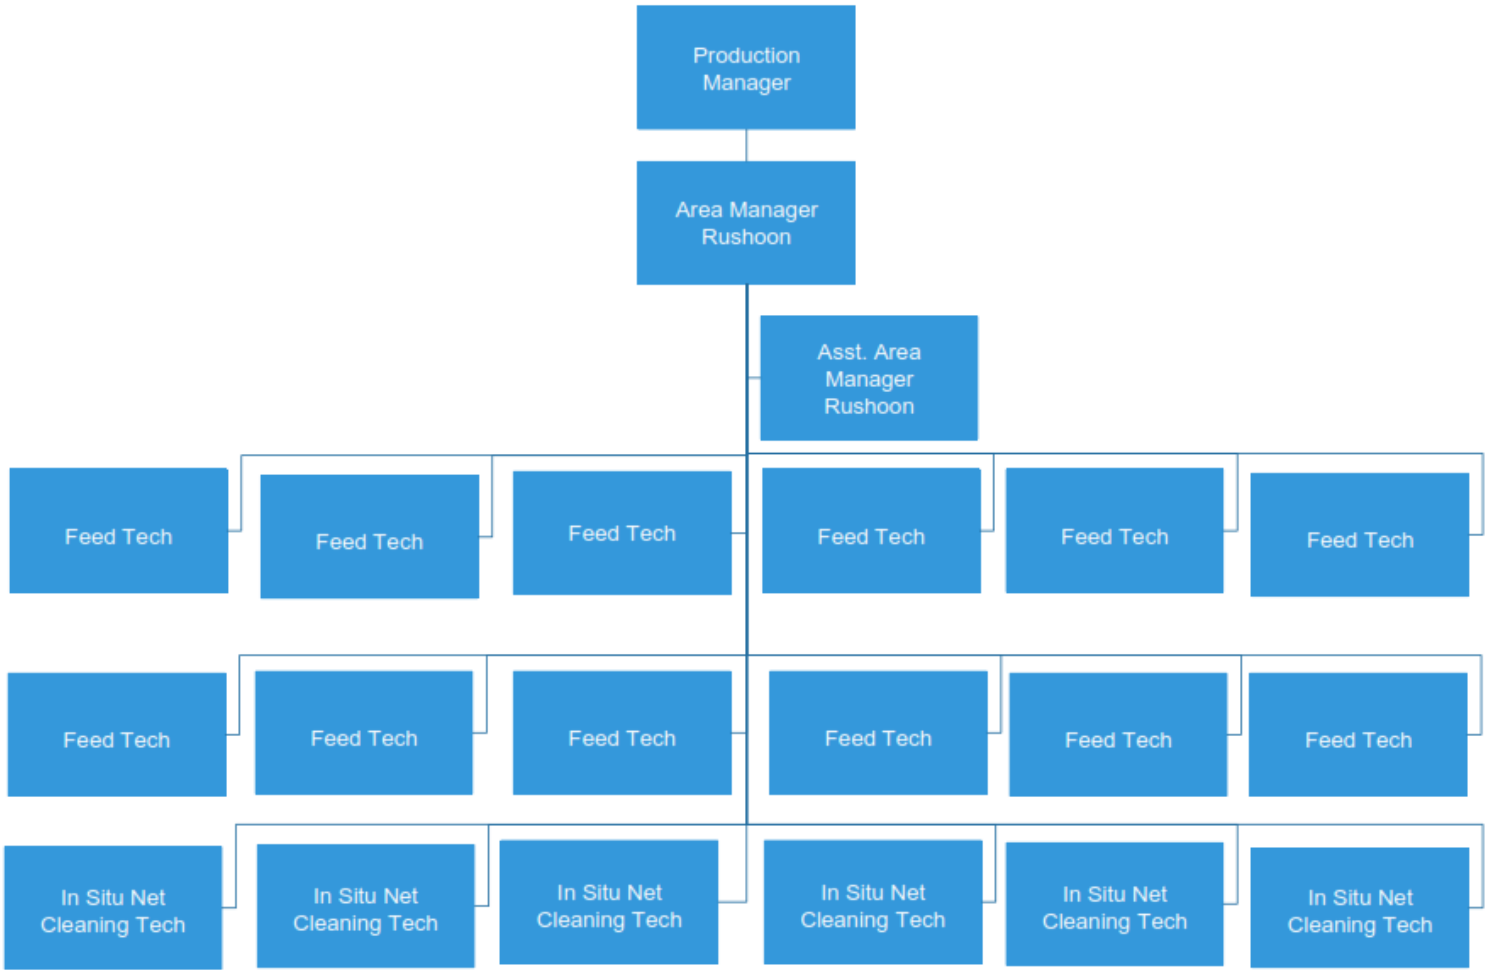 Production
Manager
Area Manager
Rushoon
Asst. Area
Manager
Rushoon
Feed Tech
Feed Tech
Feed Tech
Feed Tech
Feed Tech
Feed Tech
Feed Tech
Feed Tech
Feed Tech
Feed Tech
Feed Tech
Feed Tech
In Situ Net
Cleaning Tech
In Situ Net
Cleaning Tech
In Situ Net
Cleaning Tech
In Situ Net
Cleaning Tech
In Situ Net
Cleaning Tech
In Situ Net
Cleaning Tech